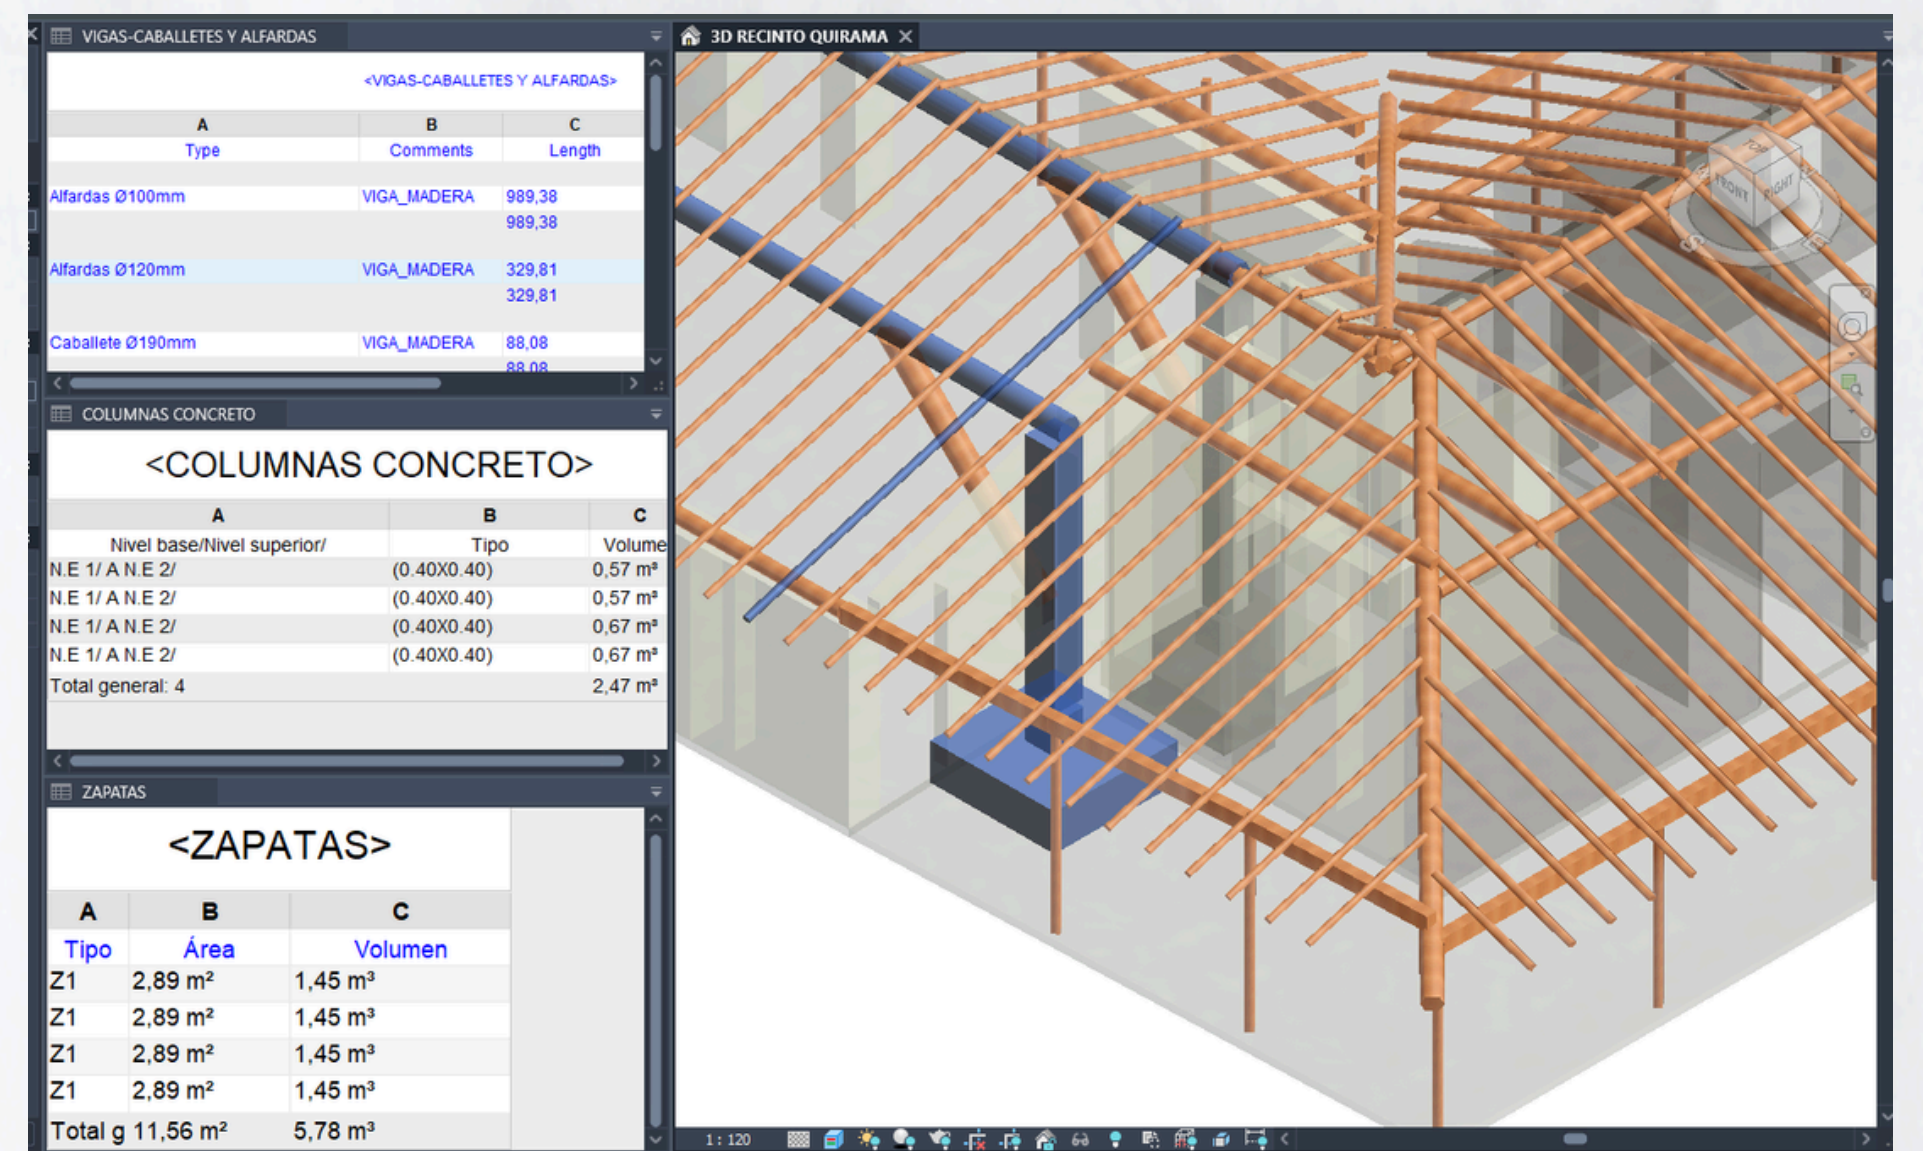 VIGAS-CABALLETES Y ALFARDAS
<VIGAS-CABALLETES Y ALFARDAS>
A B C
Type Comments Length
Alfardas Ø100mm VIGA_MADERA 989,38
989,38
Alfardas Ø120mm VIGA_MADERA 329,81
329,81
Caballete Ø190mm VIGA_MADERA 88,08
88,08
COLUMNAS CONCRETO
<COLUMNAS CONCRETO>
A B C
Nivel base/Nivel superior/ Tipo Volume
N.E 1/ A N.E 2/ (0.40X0.40) 0,57 m³
N.E 1/ A N.E 2/ (0.40X0.40) 0,57 m³
N.E 1/ A N.E 2/ (0.40X0.40) 0,67 m³
N.E 1/ A N.E 2/ (0.40X0.40) 0,67 m³
Total general: 4 2,47 m³
ZAPATAS
<ZAPATAS>
A B C
Tipo Área Volumen
Z1 2,89 m² 1,45 m³
Z1 2,89 m² 1,45 m³
Z1 2,89 m² 1,45 m³
Z1 2,89 m² 1,45 m³
Total g 11,56 m² 5,78 m³
3D RECINTO QUIRAMA
TOP
FRONT RIGHT
S E
1 : 120